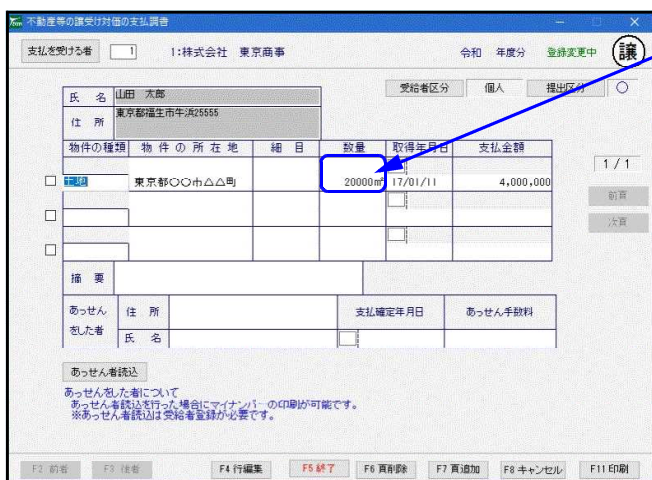 不動産等の譲受け対価の支払調書
支払を受ける者 1 1:株式会社 東京商事 令和 年度分 登録変更中 譲
氏 名 山田 太郎 受給者区分 個人 提出区分 〇
住 所 東京都福生市牛浜25555
物件の種類 物件の所在地 細 目 数量 取得年月日 支払金額
1/1
土地 東京都〇〇市△△町 20000㎡ 17/01/11 4,000,000
前頁
次頁
摘 要
あっせんをした者 住 所 支払確定年月日 あっせん手数料
氏 名
あっせん者読込
あっせんをした者について
あっせん者読込を行った場合にマイナンバーの印刷が可能です。
※あっせん者読込は受給者登録が必要です。
F2 前者 F3 後者 F4 行編集 F5 終了 F6 頁削除 F7 頁追加 F8 キャンセル F11 印刷